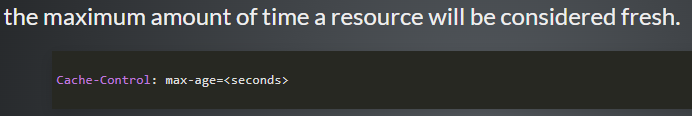 the maximum amount of time a resource will be considered fresh.
Cache-Control: max-age=<seconds>